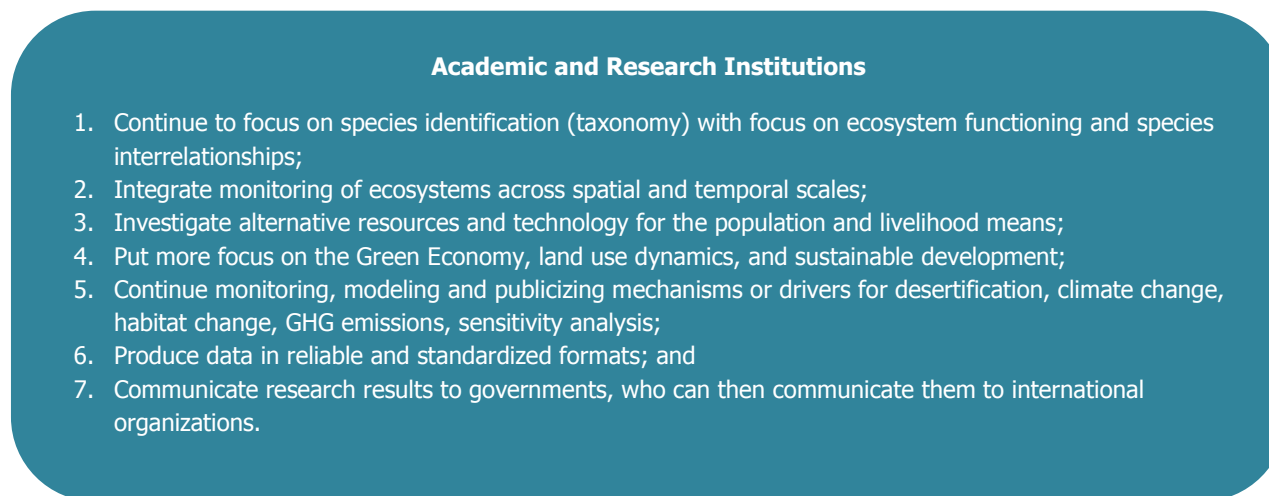 Academic and Research Institutions
1. Continue to focus on species identification (taxonomy) with focus on ecosystem functioning and species
interrelationships;
2. Integrate monitoring of ecosystems across spatial and temporal scales;
3. Investigate alternative resources and technology for the population and livelihood means;
4. Put more focus on the Green Economy, land use dynamics, and sustainable development;
5. Continue monitoring, modeling and publicizing mechanisms or drivers for desertification, climate change,
habitat change, GHG emissions, sensitivity analysis;
6. Produce data in reliable and standardized formats; and
7. Communicate research results to governments, who can then communicate them to international
organizations.